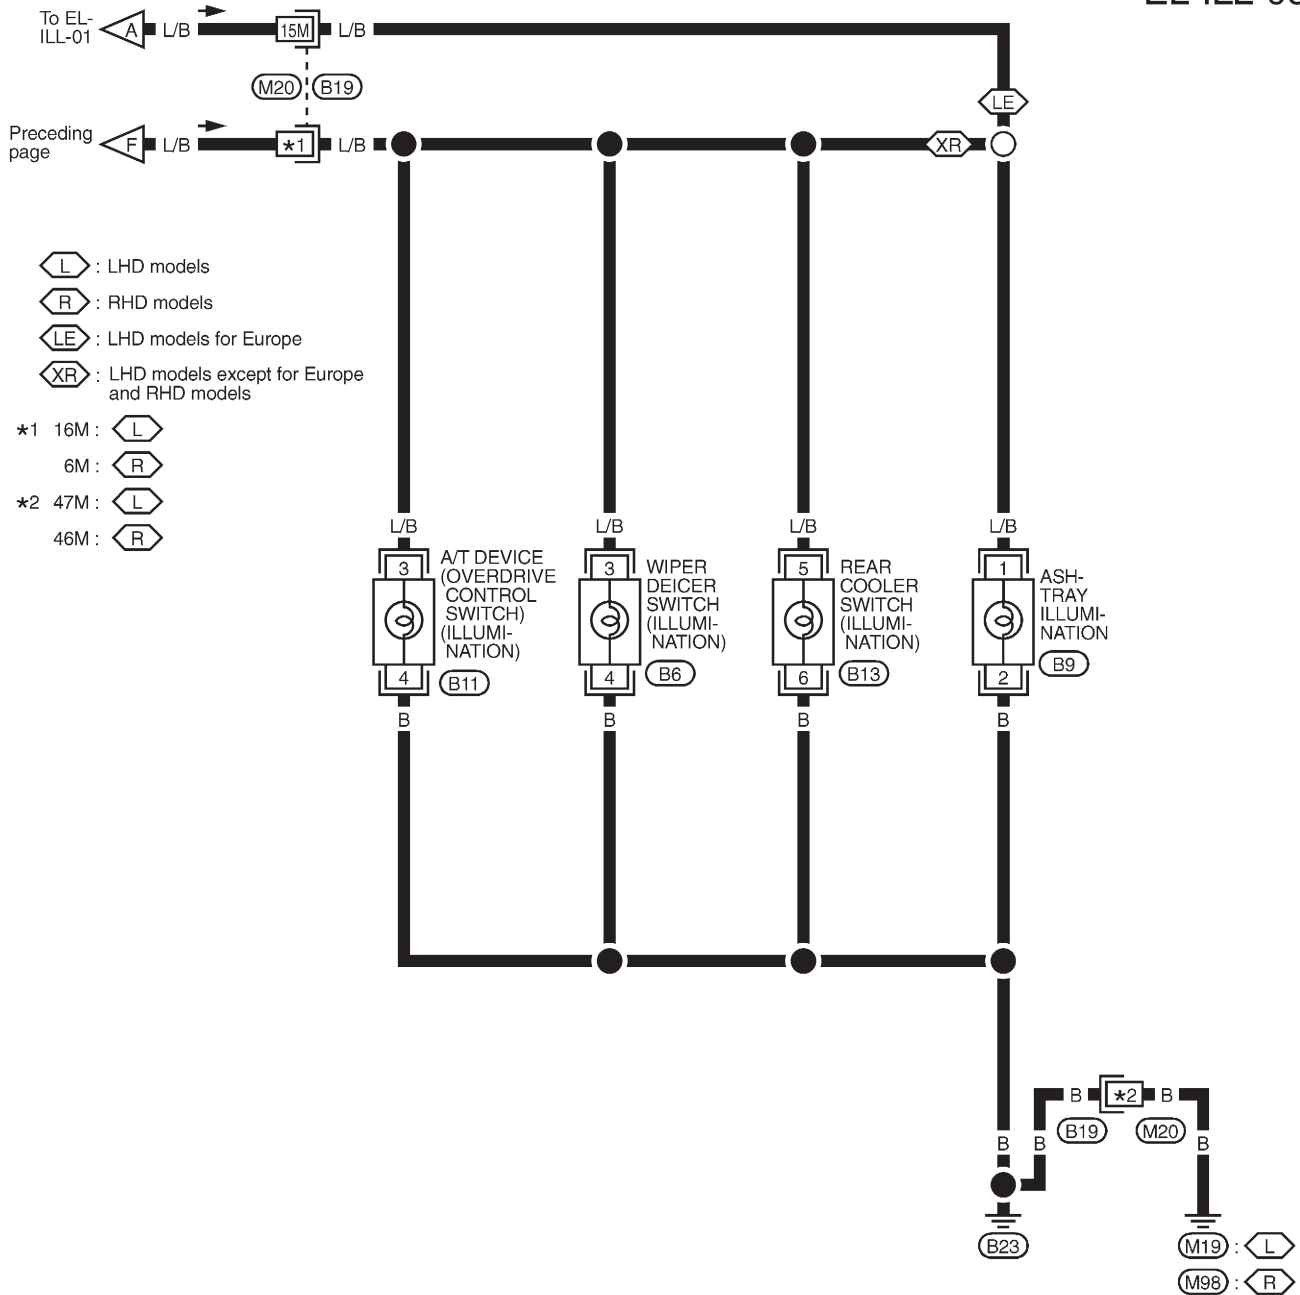 To EL-
ILL-01
A
L/B
15M
L/B
M20
B19
LE
Preceding
page
F
L/B
*1
L/B
XR
L : LHD models
R : RHD models
LE : LHD models for Europe
XR : LHD models except for Europe
and RHD models
*1 16M : L
6M : R
*2 47M : L
46M : R
L/B
L/B
L/B
L/B
3
A/T DEVICE
(OVERDRIVE
CONTROL
SWITCH)
(ILLUMI-
NATION)
4
B11
3
WIPER
DEICER
SWITCH
(ILLUMI-
NATION)
4
B6
5
REAR
COOLER
SWITCH
(ILLUMI-
NATION)
6
B13
1
ASH-
TRAY
ILLUMI-
NATION
2
B9
B
B
B
B
B
*2
B
B19
M20
B
B
B
B23
M19 : L
M98 : R